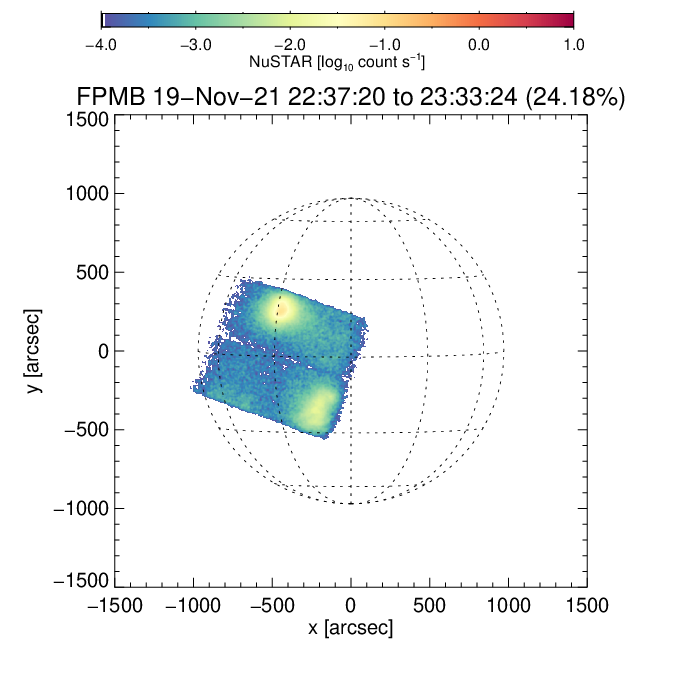 −4.0 −3.0 −2.0 −1.0 0.0 1.0
NuSTAR [log₁₀ count s⁻¹]
FPMB 19−Nov−21 22:37:20 to 23:33:24 (24.18%)
1500
1000
500
0
−500
−1000
−1500
y [arcsec]
−1500 −1000 −500 0 500 1000 1500
x [arcsec]